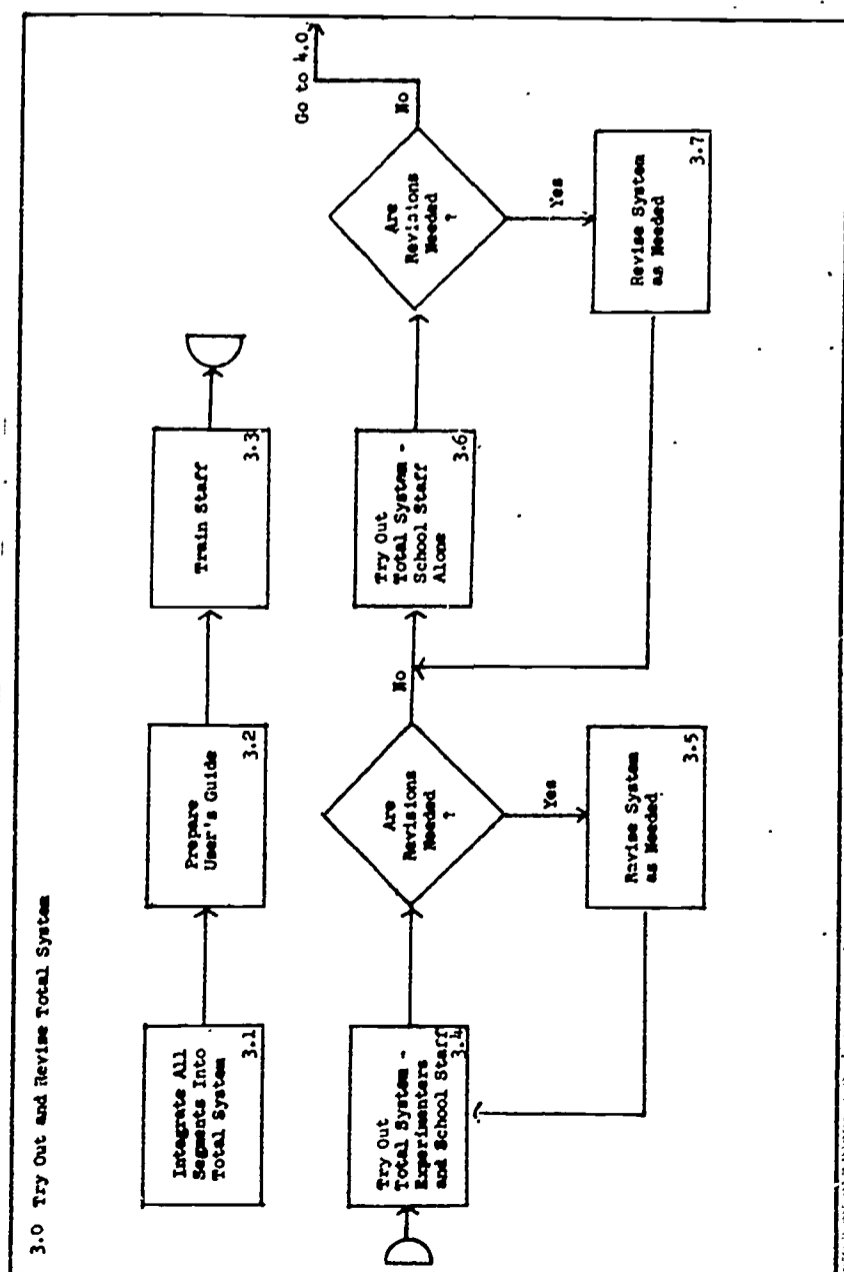 3.0 Try Out and Revise Total System
Integrate All
Segments Into
Total System
3.1
Prepare
User's Guide
3.2
Train Staff
3.3
Try Out
Total System -
Experimenters
and School Staff
3.4
Are
Revisions
Needed
?
No
Yes
Revise System
as Needed
3.5
Try Out
Total System -
School Staff
Alone
3.6
Are
Revisions
Needed
?
No
Go to 4.0
Yes
Revise System
as Needed
3.7